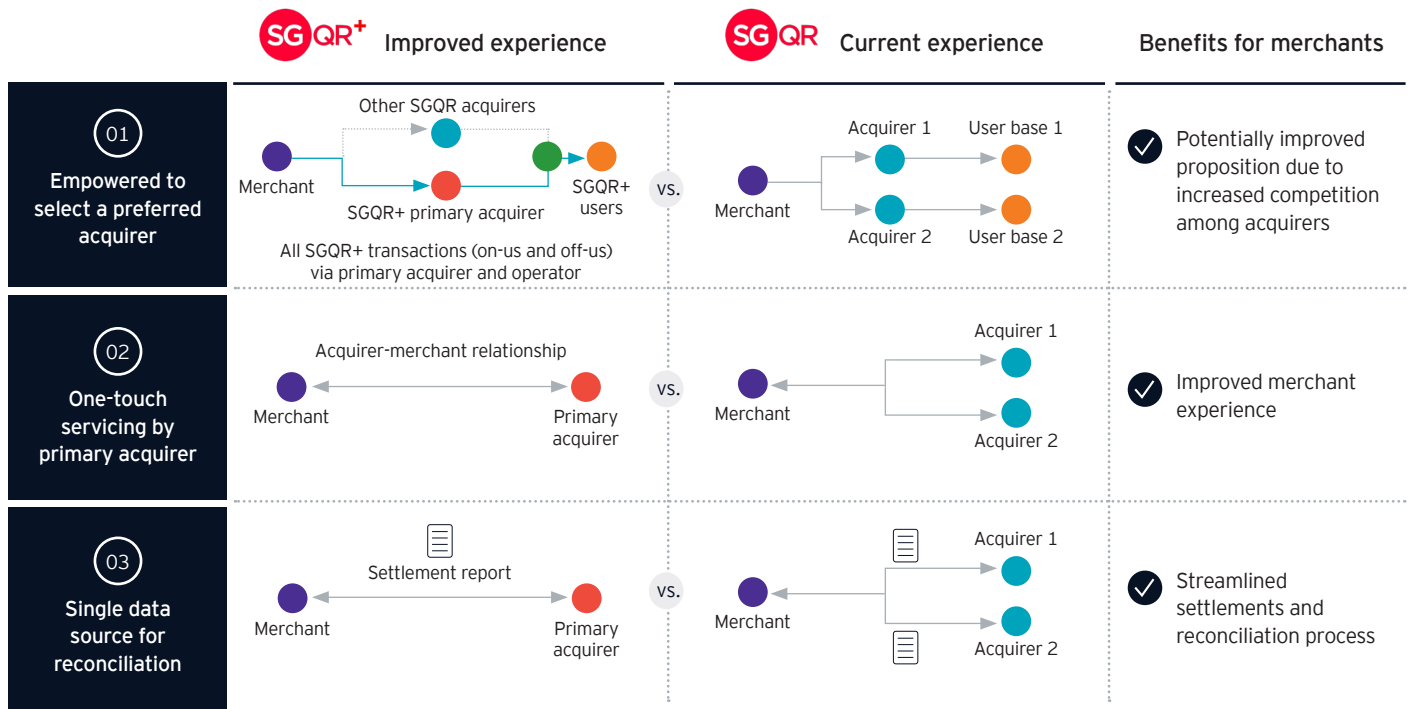 SGQR+ Improved experience
SGQR Current experience
Benefits for merchants
01
Empowered to
select a preferred
acquirer
Other SGQR acquirers
Merchant
SGQR+ primary acquirer
SGQR+
users
All SGQR+ transactions (on-us and off-us)
via primary acquirer and operator
vs.
Merchant
Acquirer 1
User base 1
Acquirer 2
User base 2
Potentially improved
proposition due to
increased competition
among acquirers
02
One-touch
servicing by
primary acquirer
Acquirer-merchant relationship
Merchant
Primary
acquirer
vs.
Merchant
Acquirer 1
Acquirer 2
Improved merchant
experience
03
Single data
source for
reconciliation
Settlement report
Merchant
Primary
acquirer
vs.
Merchant
Acquirer 1
Acquirer 2
Streamlined
settlements and
reconciliation process